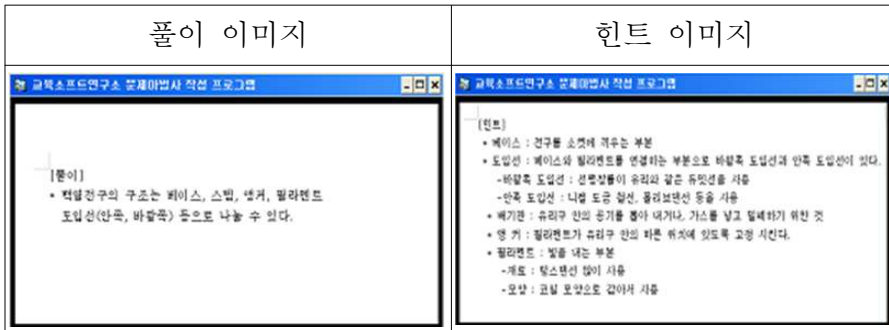 풀이 이미지
힌트 이미지
교육소프트연구소 문제마법사 작성 프로그램
교육소프트연구소 문제마법사 작성 프로그램
[풀이]
* 백열전구의 구조는 베이스, 스템, 앵커, 필라멘트
도입선(안쪽, 바깥쪽) 등으로 나눌 수 있다.
[힌트]
* 베이스 : 전구를 소켓에 끼우는 부분
* 도입선 : 베이스와 필라멘트를 연결하는 부분으로 바깥쪽 도입선과 안쪽 도입선이 있다.
-바깥쪽 도입선 : 선팽창률이 유리와 같은 듀밋선을 사용
-안쪽 도입선 : 니켈 도금 철선, 몰리브덴선 등을 사용
* 배기관 : 유리구 안의 공기를 뽑아 내거나, 가스를 넣고 밀폐하기 위한 것
* 앵 커 : 필라멘트가 유리구 안의 바른 위치에 있도록 고정 시킨다.
* 필라멘트 : 빛을 내는 부분
-재료 : 텅스텐선 많이 사용
-모양 : 코일 모양으로 감아서 사용